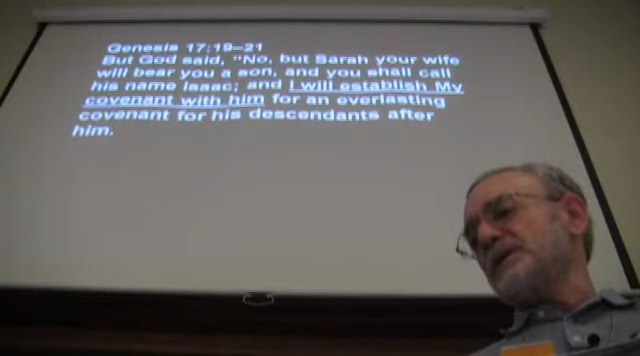 Genesis 17:19–21
But God said, "No, but Sarah your wife
will bear you a son, and you shall call
his name Isaac; and I will establish My
covenant with him for an everlasting
covenant for his descendants after
him.